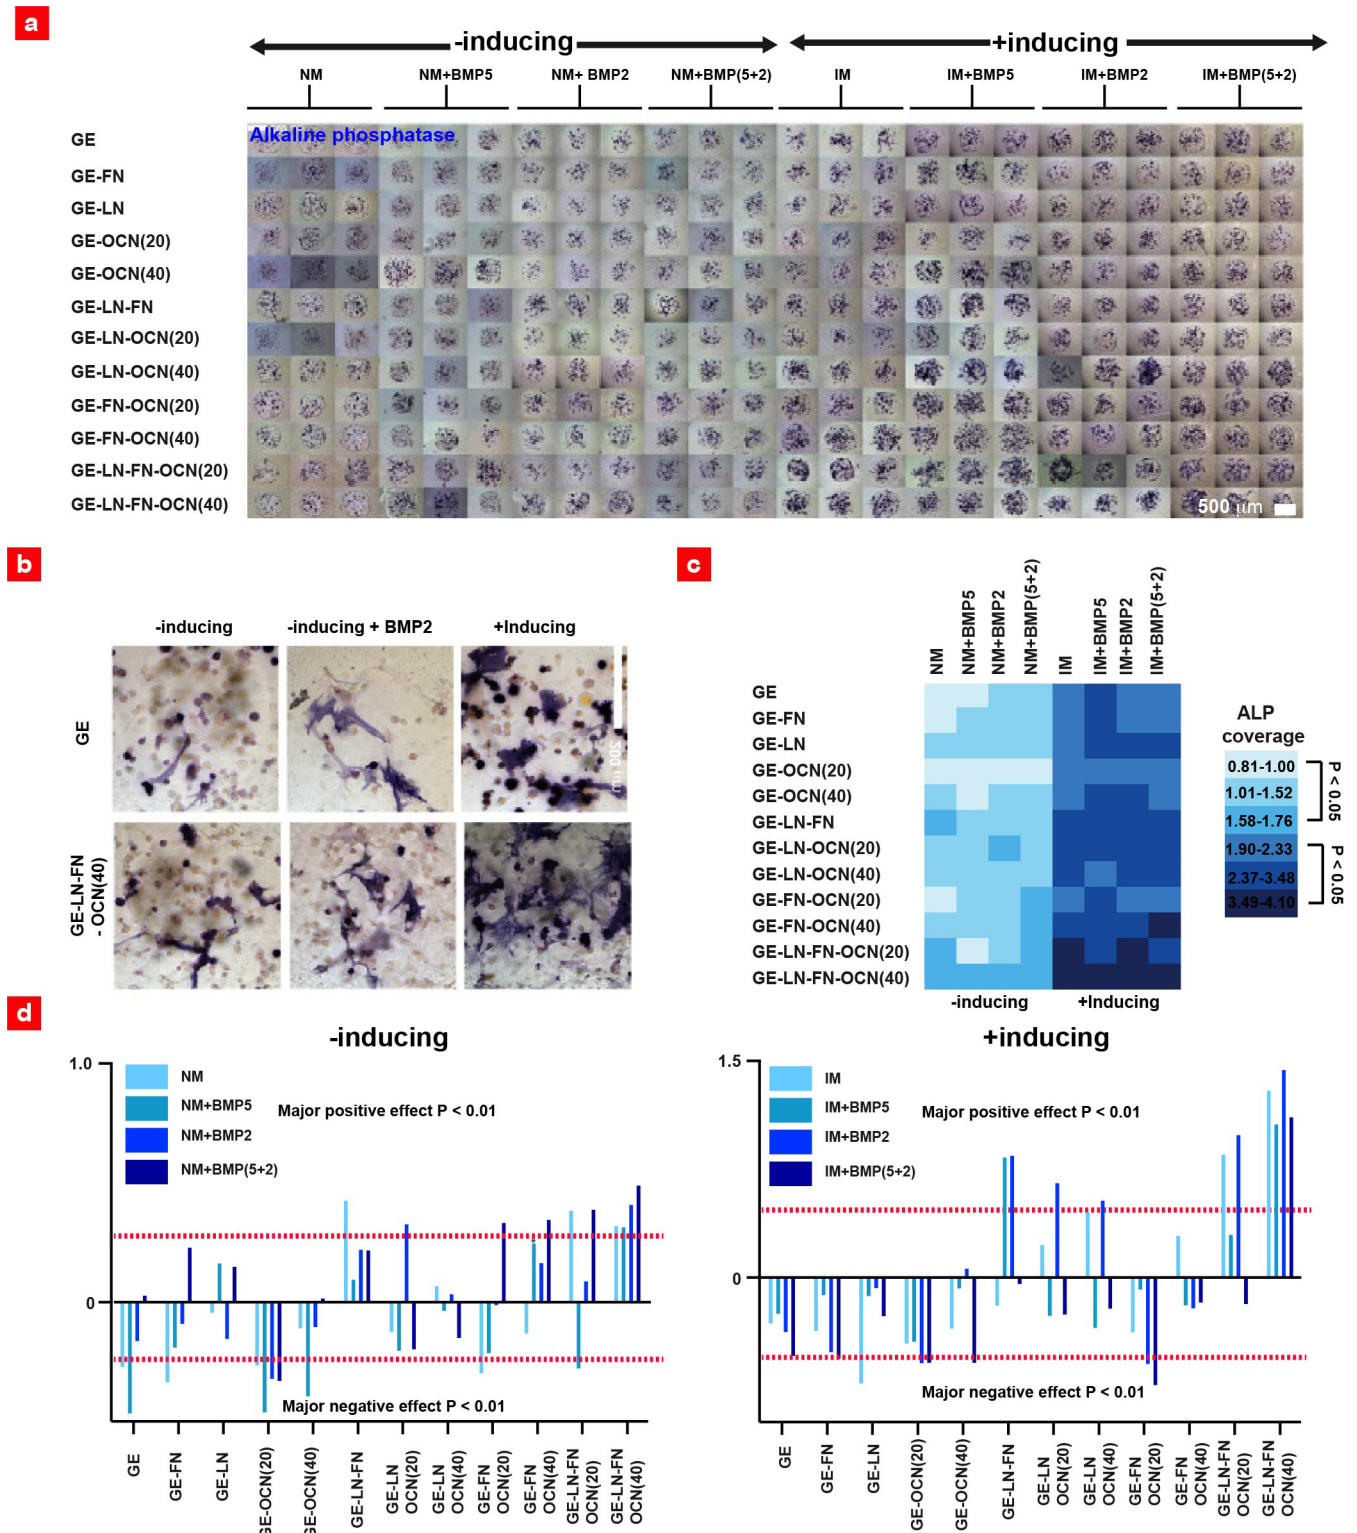 a
-inducing
+inducing
NM
NM+BMP5
NM+ BMP2
NM+BMP(5+2)
IM
IM+BMP5
IM+BMP2
IM+BMP(5+2)
Alkaline phosphatase
GE
GE-FN
GE-LN
GE-OCN(20)
GE-OCN(40)
GE-LN-FN
GE-LN-OCN(20)
GE-LN-OCN(40)
GE-FN-OCN(20)
GE-FN-OCN(40)
GE-LN-FN-OCN(20)
GE-LN-FN-OCN(40)
500 μm
b
-inducing
-inducing + BMP2
+Inducing
GE
GE-LN-FN
- OCN(40)
500 μm
c
NM
NM+BMP5
NM+BMP2
NM+BMP(5+2)
IM
IM+BMP5
IM+BMP2
IM+BMP(5+2)
GE
GE-FN
GE-LN
GE-OCN(20)
GE-OCN(40)
GE-LN-FN
GE-LN-OCN(20)
GE-LN-OCN(40)
GE-FN-OCN(20)
GE-FN-OCN(40)
GE-LN-FN-OCN(20)
GE-LN-FN-OCN(40)
-inducing
+Inducing
ALP
coverage
0.81-1.00
1.01-1.52
1.58-1.76
1.90-2.33
2.37-3.48
3.49-4.10
P < 0.05
P < 0.05
d
-inducing
1.0
0
NM
NM+BMP5
NM+BMP2
NM+BMP(5+2)
Major positive effect P < 0.01
Major negative effect P < 0.01
GE
GE-FN
GE-LN
GE-OCN(20)
GE-OCN(40)
GE-LN-FN
GE-LN
OCN(20)
GE-LN
OCN(40)
GE-FN
OCN(20)
GE-FN
OCN(40)
GE-LN-FN
OCN(20)
GE-LN-FN
OCN(40)
+inducing
1.5
0
IM
IM+BMP5
IM+BMP2
IM+BMP(5+2)
Major positive effect P < 0.01
Major negative effect P < 0.01
GE
GE-FN
GE-LN
GE-OCN(20)
GE-OCN(40)
GE-LN-FN
GE-LN
OCN(20)
GE-LN
OCN(40)
GE-FN
OCN(20)
GE-FN
OCN(40)
GE-LN-FN
OCN(20)
GE-LN-FN
OCN(40)